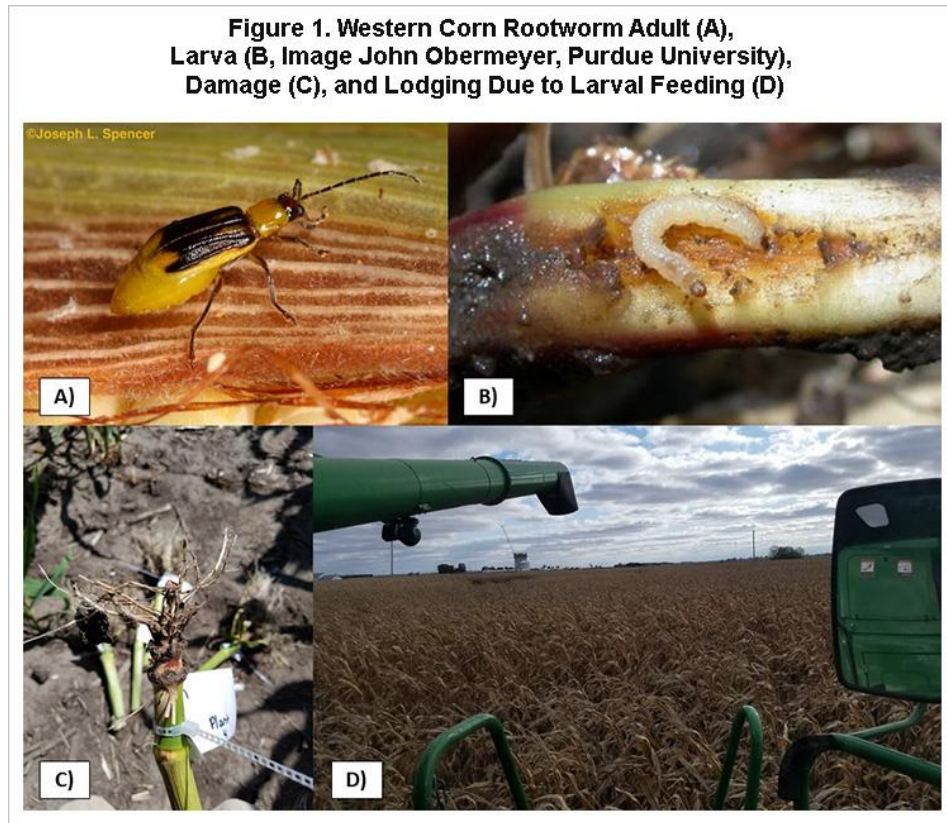 Figure 1. Western Corn Rootworm Adult (A),
Larva (B, Image John Obermeyer, Purdue University),
Damage (C), and Lodging Due to Larval Feeding (D)
©Joseph L. Spencer
A)
B)
Plant
C)
D)